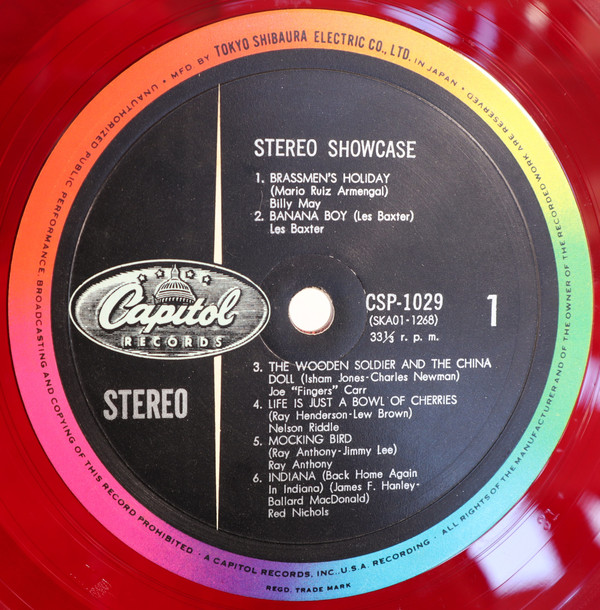 MFD BY TOKYO SHIBAURA ELECTRIC CO., LTD. IN JAPAN • ALL RIGHTS OF THE MANUFACTURER AND OF THE OWNER OF THE RECORDED WORK ARE RESERVED
UNAUTHORIZED PUBLIC PERFORMANCE, BROADCASTING AND COPYING OF THIS RECORD PROHIBITED • A CAPITOL RECORDS, INC., U.S.A. RECORDING •
REGD. TRADE MARK
STEREO SHOWCASE
1. BRASSMEN'S HOLIDAY
(Mario Ruiz Armengal)
Billy May
2. BANANA BOY (Les Baxter)
Les Baxter
Capitol
RECORDS
CSP-1029
(SKAO1-1268)
33⅓ r. p. m.
1
STEREO
3. THE WOODEN SOLDIER AND THE CHINA
DOLL (Isham Jones-Charles Newman)
Joe "Fingers" Carr
4. LIFE IS JUST A BOWL OF CHERRIES
(Ray Henderson-Lew Brown)
Nelson Riddle
5. MOCKING BIRD
(Ray Anthony-Jimmy Lee)
Ray Anthony
6. INDIANA (Back Home Again
In Indiana) (James F. Hanley-
Ballard MacDonald)
Red Nichols